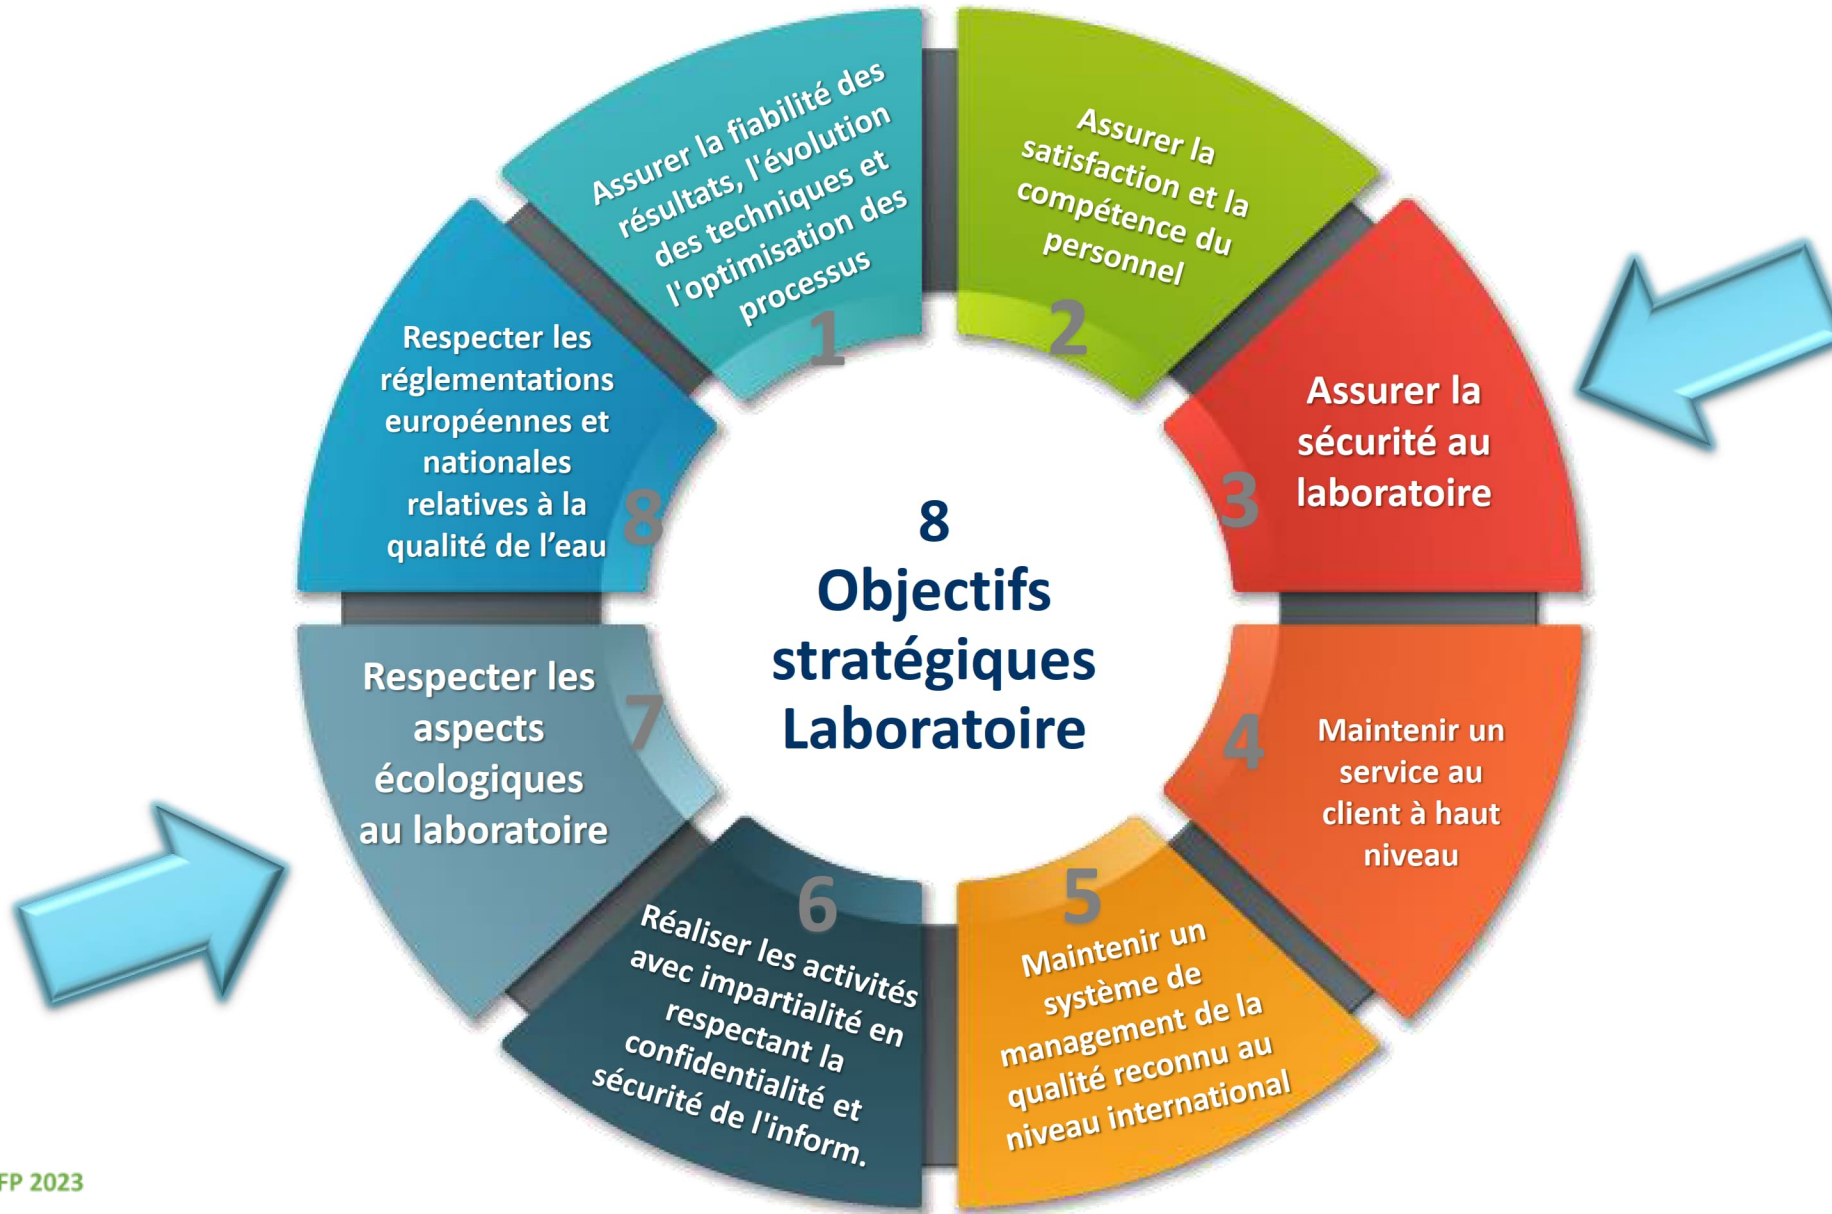 Assurer la fiabilité des
résultats, l'évolution
des techniques et
l'optimisation des
processus
1
Assurer la
satisfaction et la
compétence du
personnel
2
Assurer la
sécurité au
laboratoire
3
Maintenir un
service au
client à haut
niveau
4
Maintenir un
système de
management de la
qualité reconnu au
niveau international
5
Réaliser les activités
avec impartialité en
respectant la
confidentialité et
sécurité de l'inform.
6
Respecter les
aspects
écologiques
au laboratoire
7
Respecter les
réglementations
européennes et
nationales
relatives à la
qualité de l’eau
8
8
Objectifs
stratégiques
Laboratoire
FP 2023